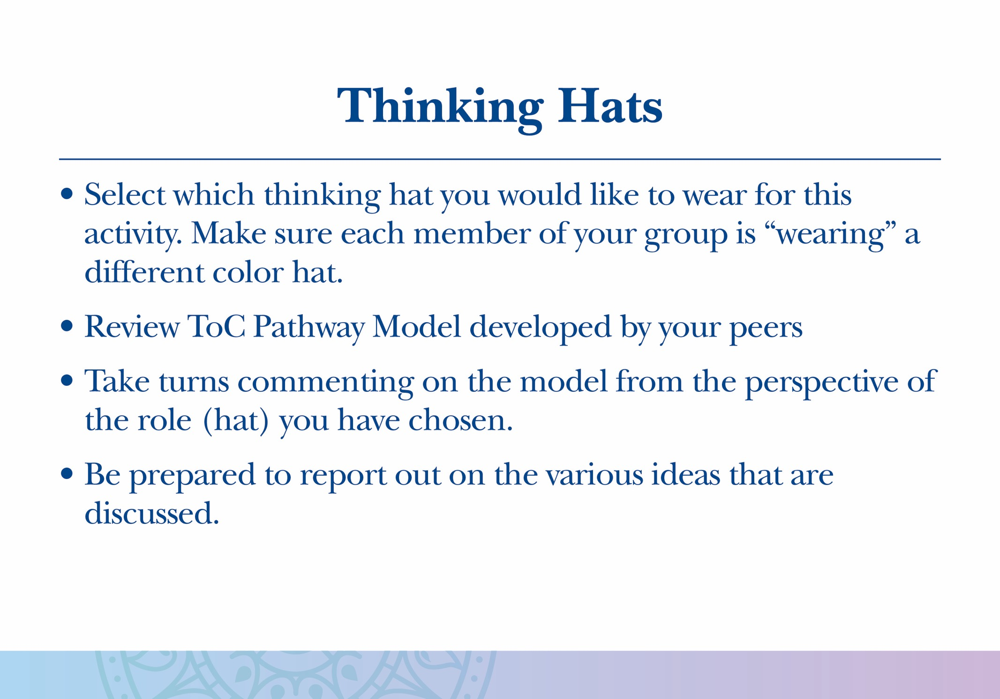 Thinking Hats
• Select which thinking hat you would like to wear for this
activity. Make sure each member of your group is “wearing” a
different color hat.
• Review ToC Pathway Model developed by your peers
• Take turns commenting on the model from the perspective of
the role (hat) you have chosen.
• Be prepared to report out on the various ideas that are
discussed.